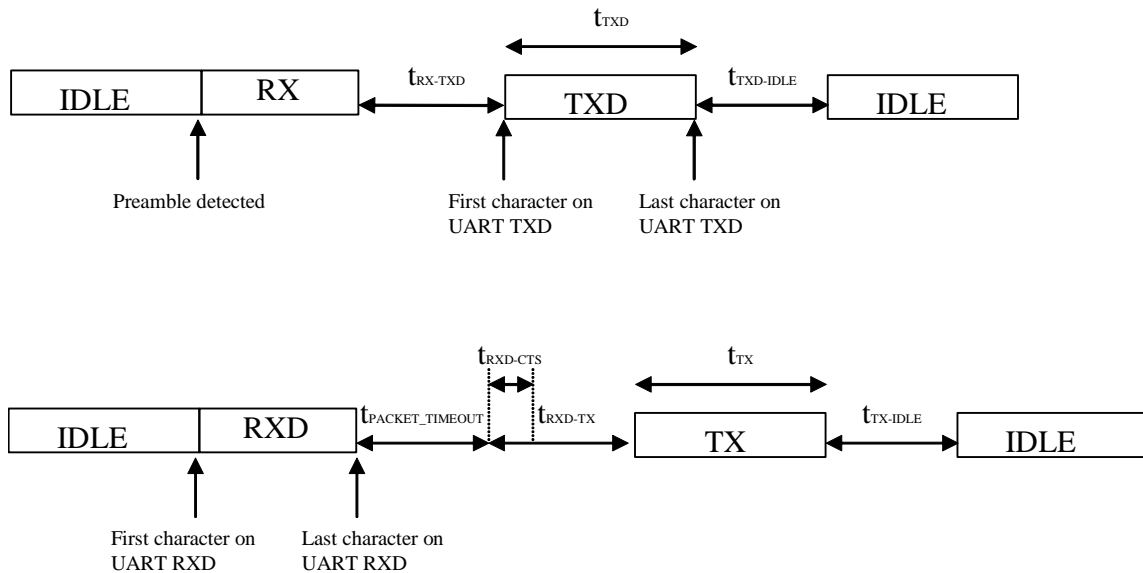 tTXD
IDLE RX tRX-TXD TXD tTXD-IDLE IDLE
Preamble detected
First character on
UART TXD
Last character on
UART TXD
tRXD-CTS
tTX
IDLE RXD tPACKET_TIMEOUT tRXD-TX TX tTX-IDLE IDLE
First character on
UART RXD
Last character on
UART RXD